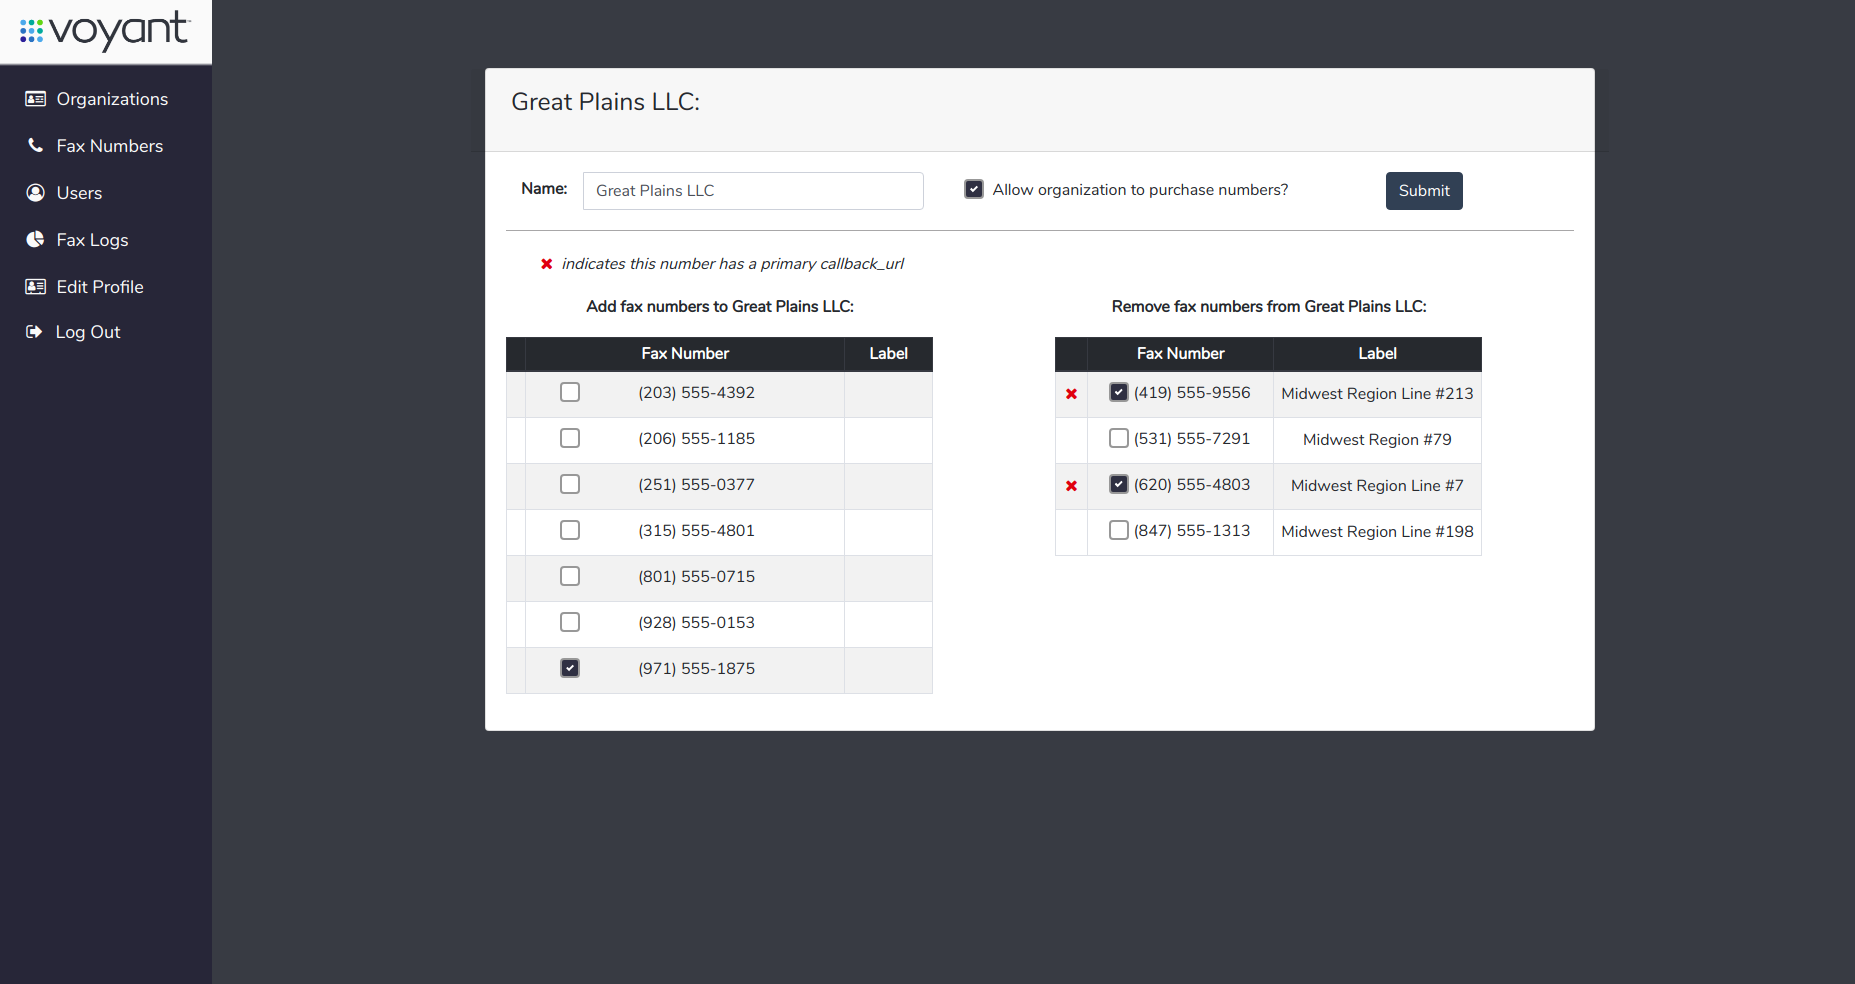 voyant™
Organizations
Fax Numbers
Users
Fax Logs
Edit Profile
Log Out
Great Plains LLC:
Name: Great Plains LLC Allow organization to purchase numbers? Submit
indicates this number has a primary callback_url
Add fax numbers to Great Plains LLC:
Fax Number Label
(203) 555-4392
(206) 555-1185
(251) 555-0377
(315) 555-4801
(801) 555-0715
(928) 555-0153
(971) 555-1875
Remove fax numbers from Great Plains LLC:
Fax Number Label
(419) 555-9556 Midwest Region Line #213
(531) 555-7291 Midwest Region #79
(620) 555-4803 Midwest Region Line #7
(847) 555-1313 Midwest Region Line #198